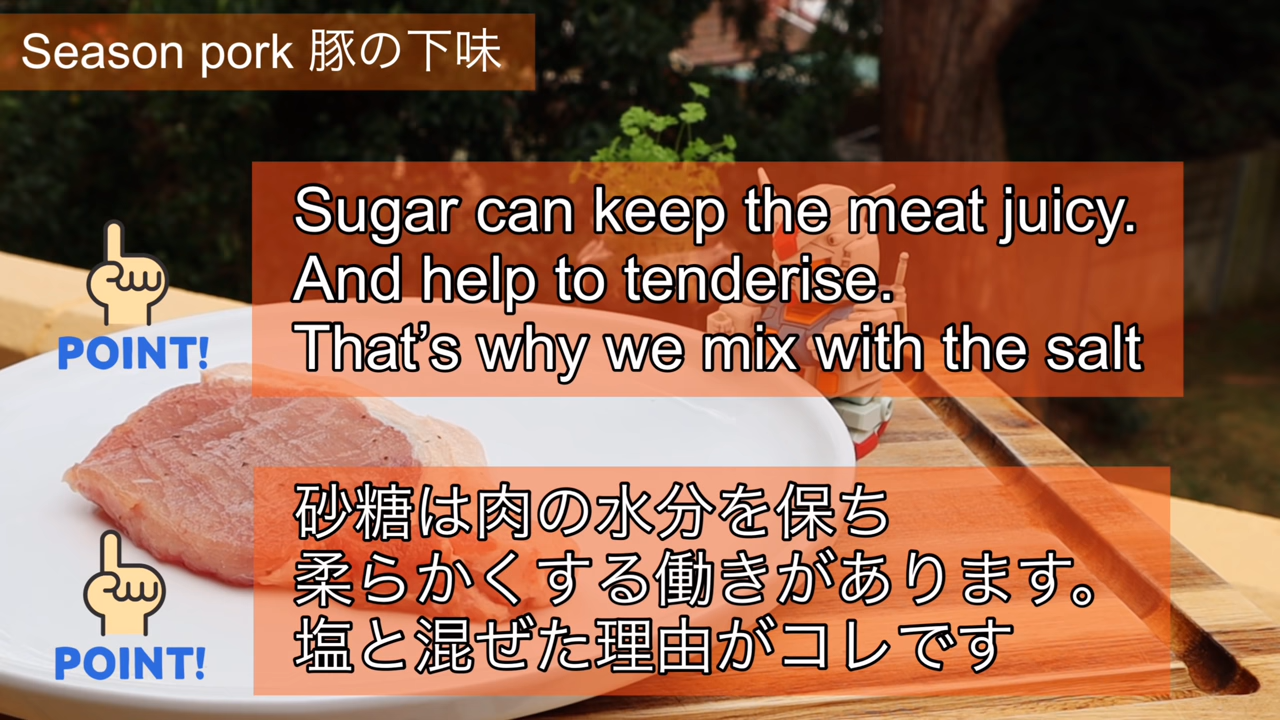 Season pork 豚の下味
Sugar can keep the meat juicy.
And help to tenderise.
That’s why we mix with the salt
POINT!
砂糖は肉の水分を保ち
柔らかくする働きがあります。
塩と混ぜた理由がコレです
POINT!